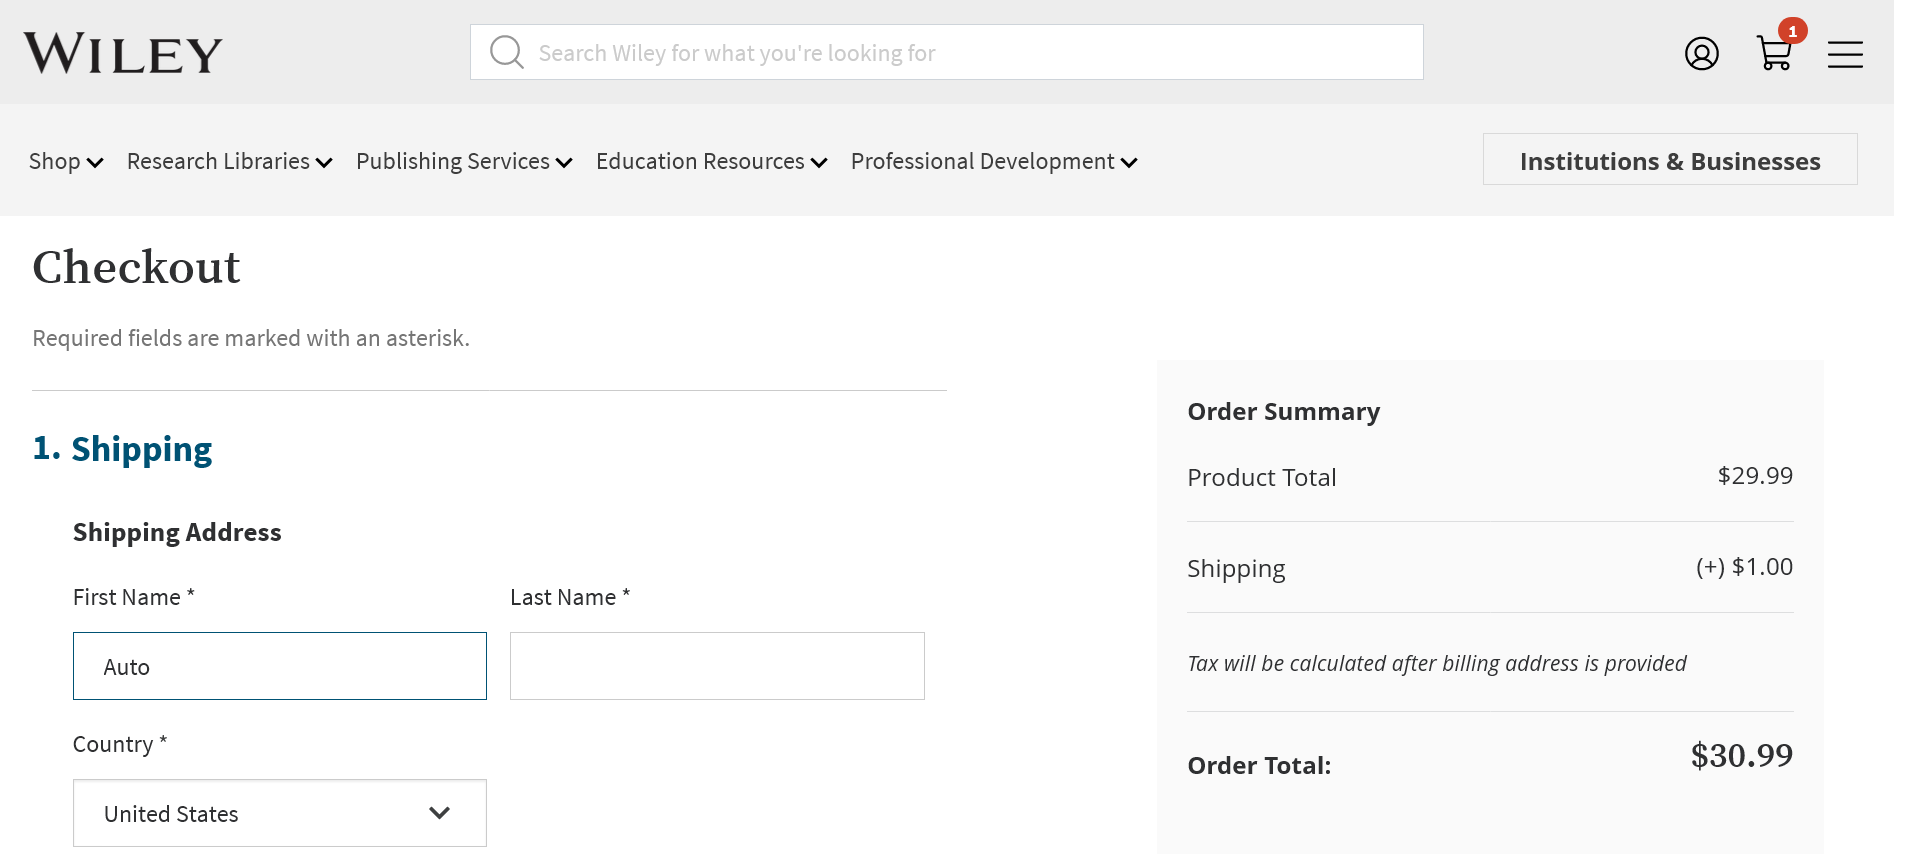 WILEY
Search Wiley for what you're looking for
1
Shop
Research Libraries
Publishing Services
Education Resources
Professional Development
Institutions & Businesses
Checkout
Required fields are marked with an asterisk.
1. Shipping
Shipping Address
First Name *
Last Name *
Auto
Country *
United States
Order Summary
Product Total $29.99
Shipping (+) $1.00
Tax will be calculated after billing address is provided
Order Total: $30.99